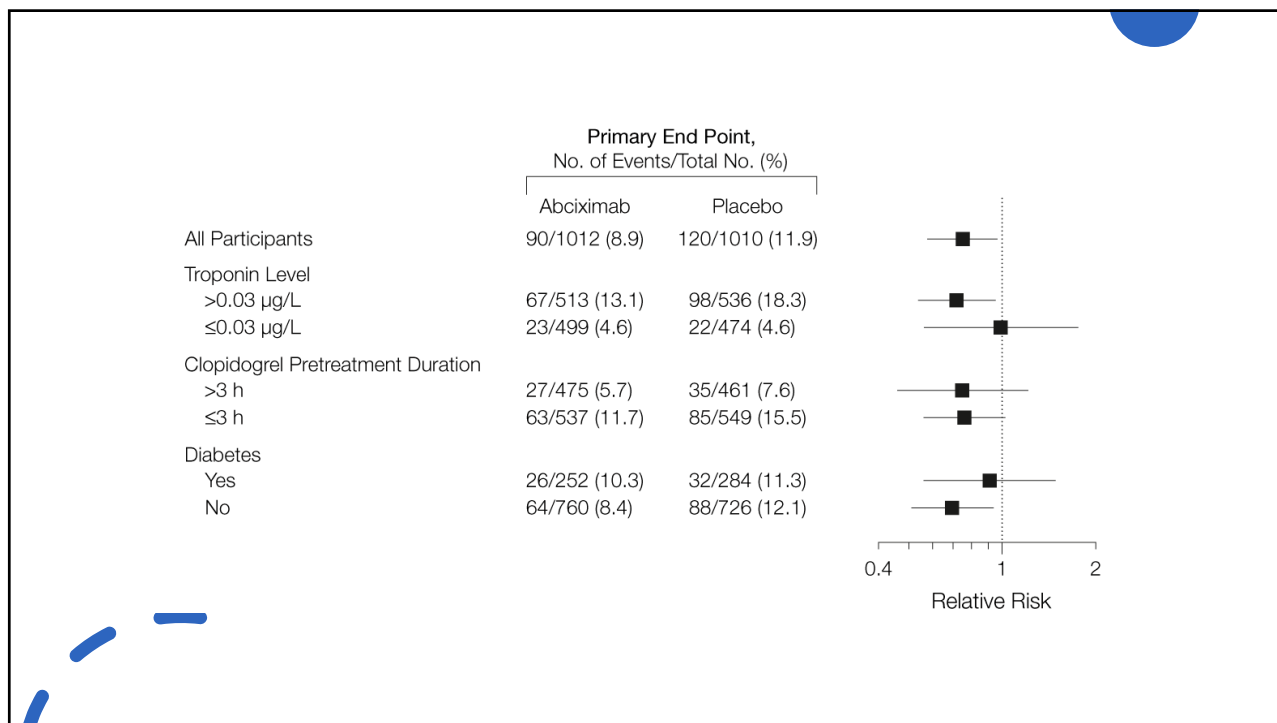 Primary End Point,
No. of Events/Total No. (%)
Abciximab Placebo
All Participants 90/1012 (8.9) 120/1010 (11.9)
Troponin Level
>0.03 µg/L 67/513 (13.1) 98/536 (18.3)
≤0.03 µg/L 23/499 (4.6) 22/474 (4.6)
Clopidogrel Pretreatment Duration
>3 h 27/475 (5.7) 35/461 (7.6)
≤3 h 63/537 (11.7) 85/549 (15.5)
Diabetes
Yes 26/252 (10.3) 32/284 (11.3)
No 64/760 (8.4) 88/726 (12.1)
0.4 1 2
Relative Risk